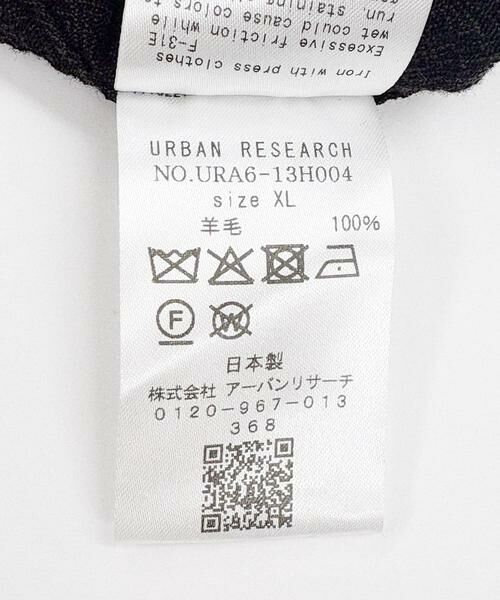 Iron with press clothes
F-31E
Excessive friction while
wet could cause colors to
run, staining
URBAN RESEARCH
NO.URA6-13H004
size XL
羊毛 100%
F W
日本製
株式会社 アーバンリサーチ
0120-967-013
368